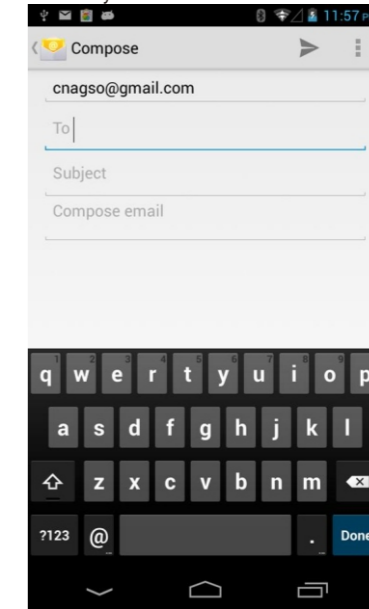 11:57 P
Compose
cnagso@gmail.com
To
Subject
Compose email
1 2 3 4 5 6 7 8 9
q w e r t y u i o p
a s d f g h j k l
z x c v b n m
?123 @ . Done